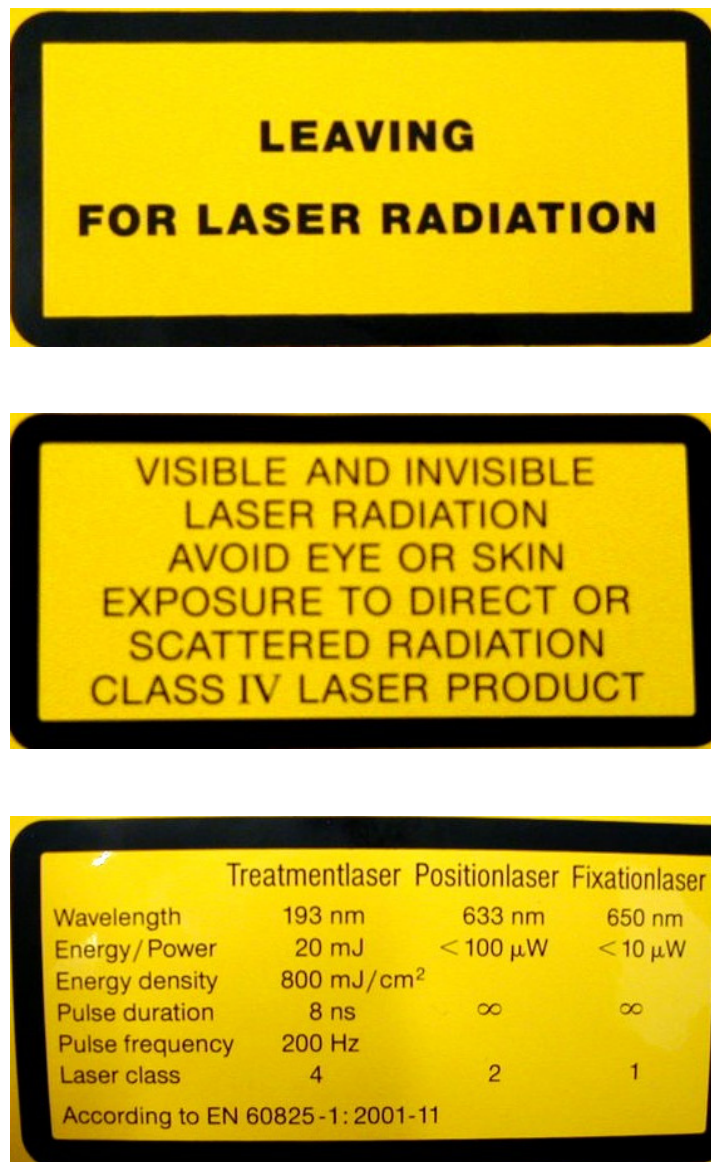 LEAVING
FOR LASER RADIATION
VISIBLE AND INVISIBLE
LASER RADIATION
AVOID EYE OR SKIN
EXPOSURE TO DIRECT OR
SCATTERED RADIATION
CLASS IV LASER PRODUCT
Treatmentlaser Positionlaser Fixationlaser
Wavelength 193 nm 633 nm 650 nm
Energy/Power 20 mJ <100 μW <10 μW
Energy density 800 mJ/cm²
Pulse duration 8 ns ∞ ∞
Pulse frequency 200 Hz
Laser class 4 2 1
According to EN 60825-1:2001-11